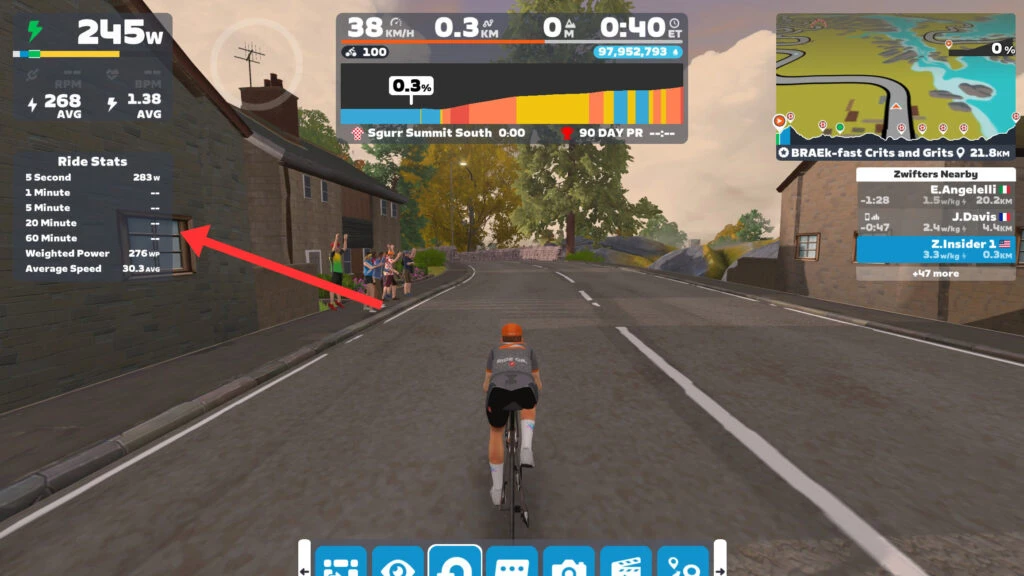 245w
-- RPM
-- BPM
268 AVG
1.38 AVG
Ride Stats
5 Second 283 W
1 Minute --
5 Minute --
20 Minute --
60 Minute --
Weighted Power 276 WP
Average Speed 30.3 AVG
38 KM/H 0.3 KM 0 M 0:40 ET
100 97,952,793
0.3%
Sgurr Summit South 0:00 90 DAY PR --:--
0 %
BRAEk-fast Crits and Grits 21.8KM
Zwifters Nearby
E.Angelelli
-1:28 1.5w/kg 20.2KM
J.Davis
-0:47 2.4w/kg 4.4KM
Z.Insider 1
3.3w/kg 0.3KM
+47 more